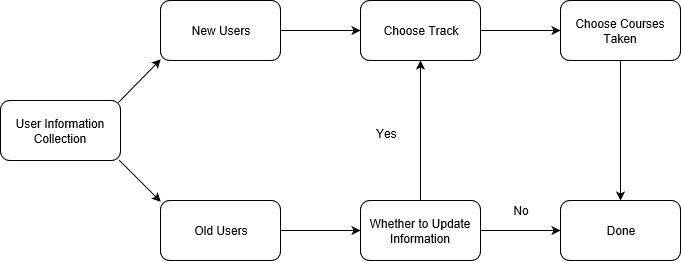 New Users
Choose Track
Choose Courses
Taken
User Information
Collection
Yes
Old Users
Whether to Update
Information
No
Done